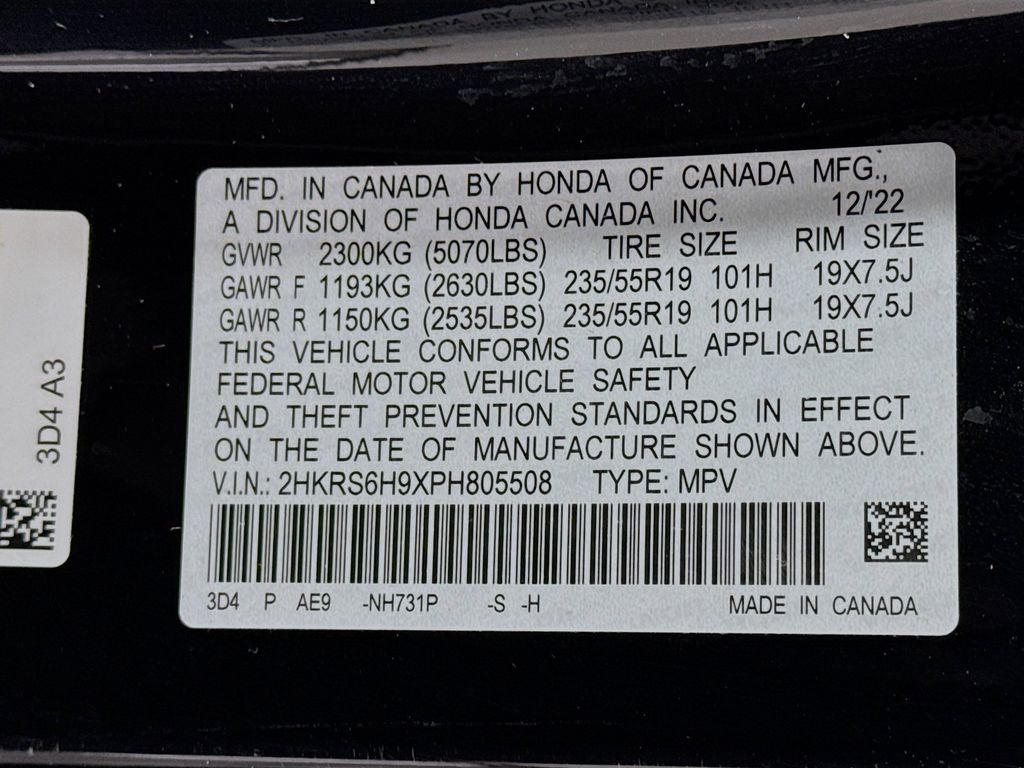 MFD. IN CANADA BY HONDA OF CANADA MFG.,
A DIVISION OF HONDA CANADA INC. 12/'22
GVWR 2300KG (5070LBS) TIRE SIZE RIM SIZE
GAWR F 1193KG (2630LBS) 235/55R19 101H 19X7.5J
GAWR R 1150KG (2535LBS) 235/55R19 101H 19X7.5J
THIS VEHICLE CONFORMS TO ALL APPLICABLE
FEDERAL MOTOR VEHICLE SAFETY
AND THEFT PREVENTION STANDARDS IN EFFECT
ON THE DATE OF MANUFACTURE SHOWN ABOVE.
V.I.N.: 2HKRS6H9XPH805508 TYPE: MPV
3D4 P AE9 -NH731P -S -H MADE IN CANADA
3D4 A3